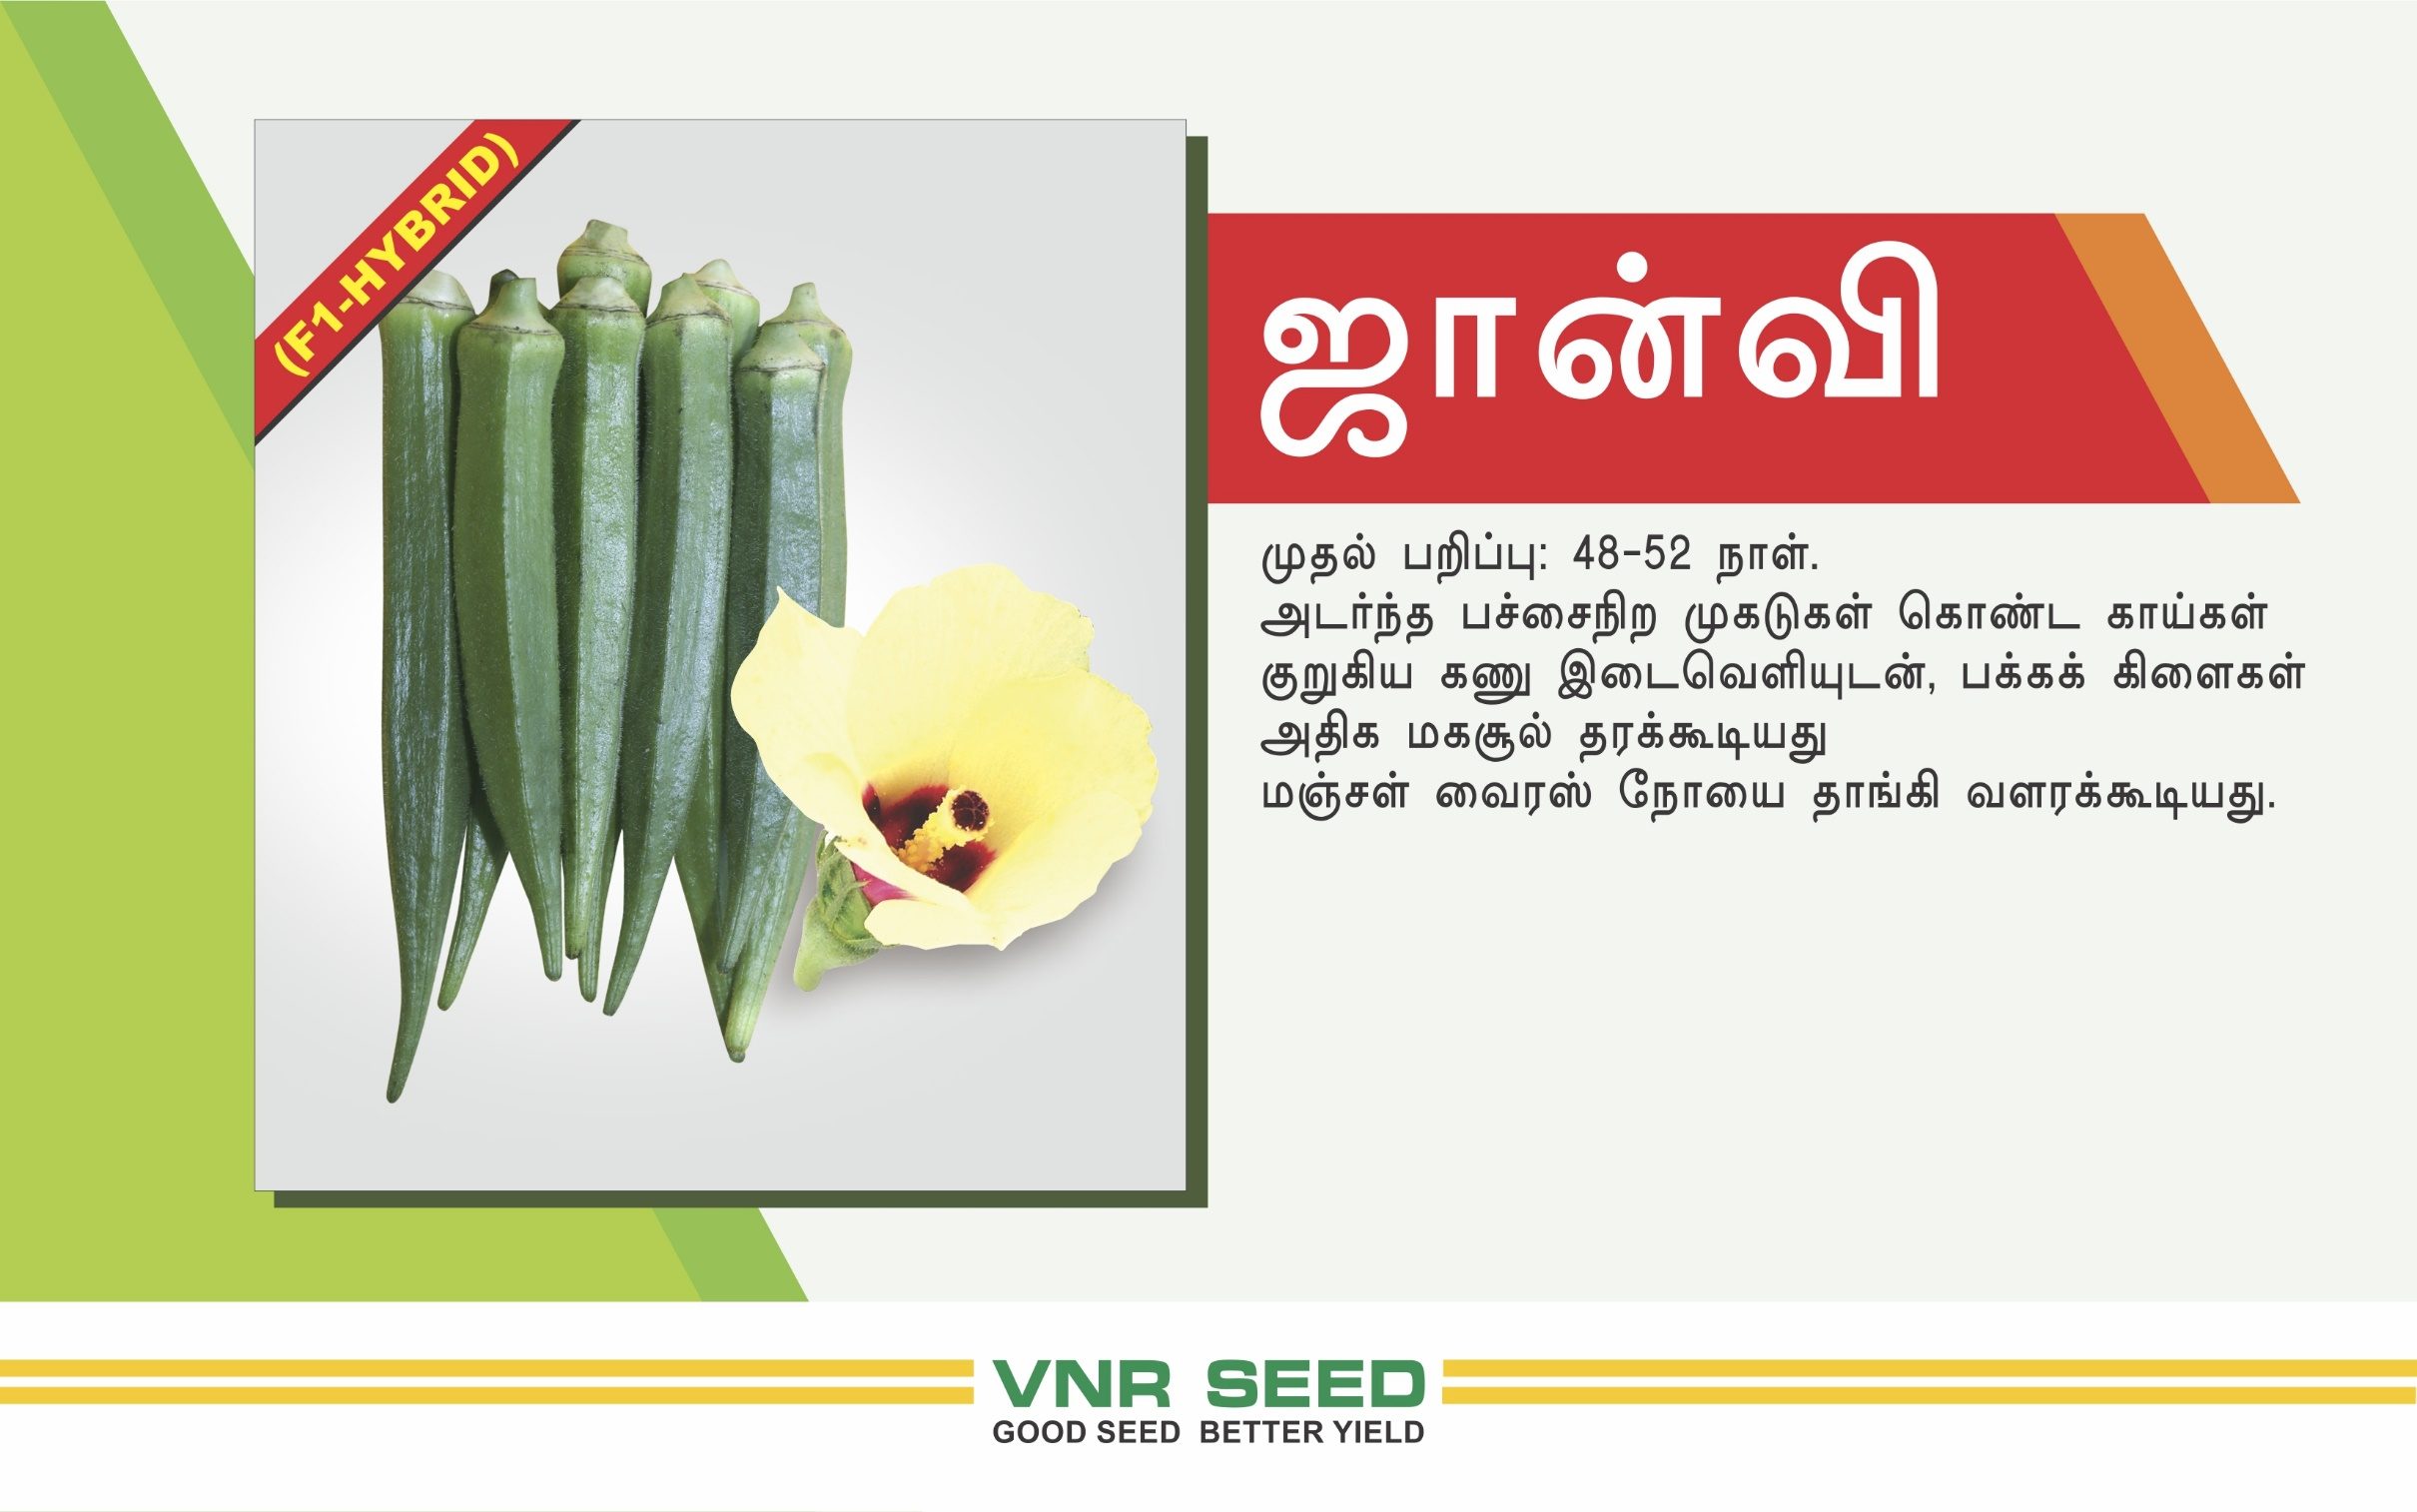 (F1-HYBRID))
ஜான்வி
முதல் பறிப்பு: 48-52 நாள்.
அடர்ந்த பச்சைநிற முகடுகள் கொண்ட காய்கள்
குறுகிய கணு இடைவெளியுடன், பக்கக் கிளைகள்
அதிக மகசூல் தரக்கூடியது
மஞ்சள் வைரஸ் நோயை தாங்கி வளரக்கூடியது.
VNR SEED
GOOD SEED BETTER YIELD